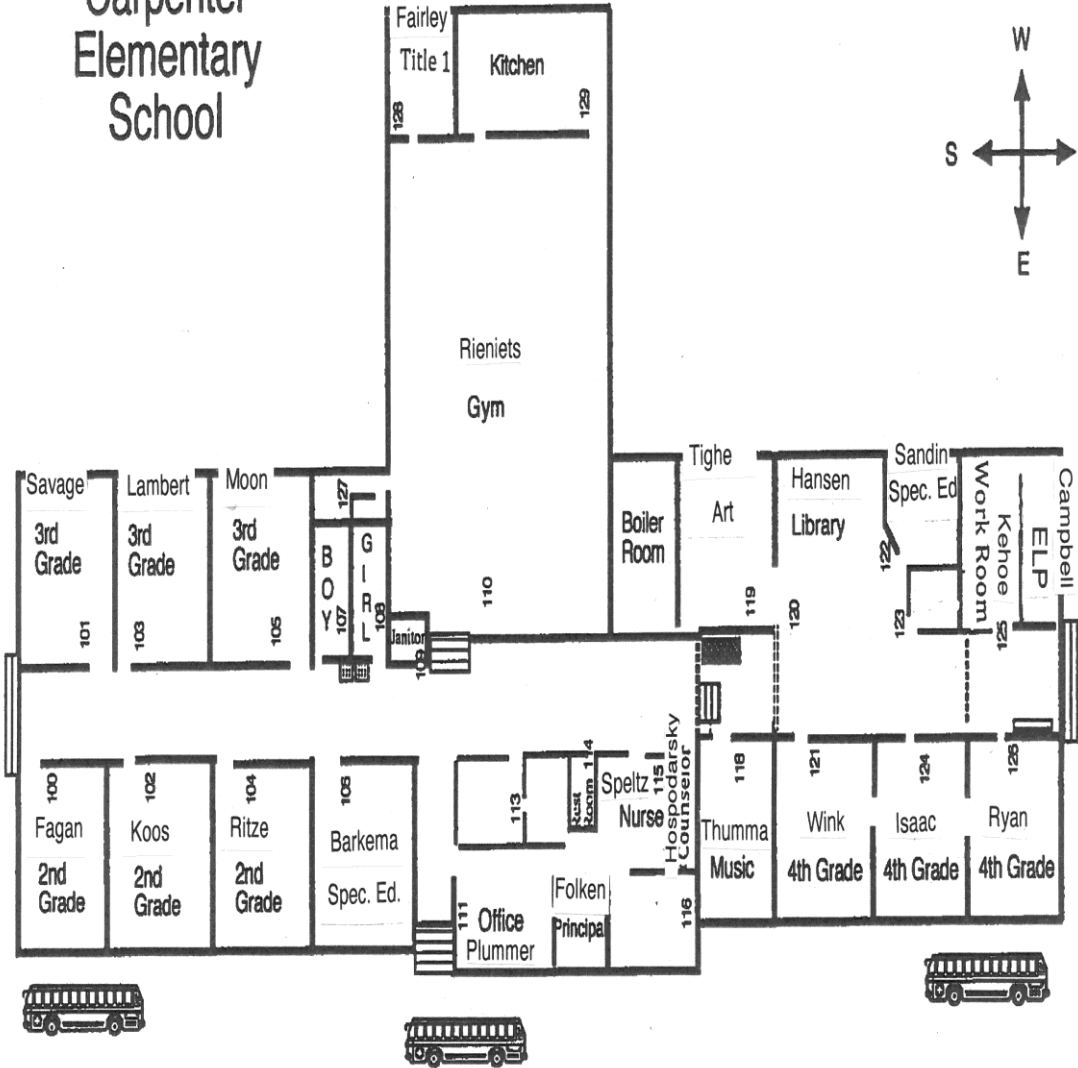 Carpenter
Elementary
School
W
S
E
Fairley
Title 1
128
Kitchen
129
Rieniets
Gym
110
Savage
3rd
Grade
101
Lambert
3rd
Grade
103
Moon
3rd
Grade
105
127
BOY
107
GIRL
108
Janitor
109
Boiler
Room
Tighe
Art
119
Hansen
Library
120
122
Sandin
Spec. Ed
123
Work Room
Kehoe
125
ELP
Campbell
100
Fagan
2nd
Grade
102
Koos
2nd
Grade
104
Ritze
2nd
Grade
106
Barkema
Spec. Ed.
113
Rest
Room
114
Speltz
Nurse
115
Hospodarsky
Counselor
111
Office
Plummer
Folken
Principal
116
118
Thumma
Music
121
Wink
4th Grade
124
Isaac
4th Grade
126
Ryan
4th Grade